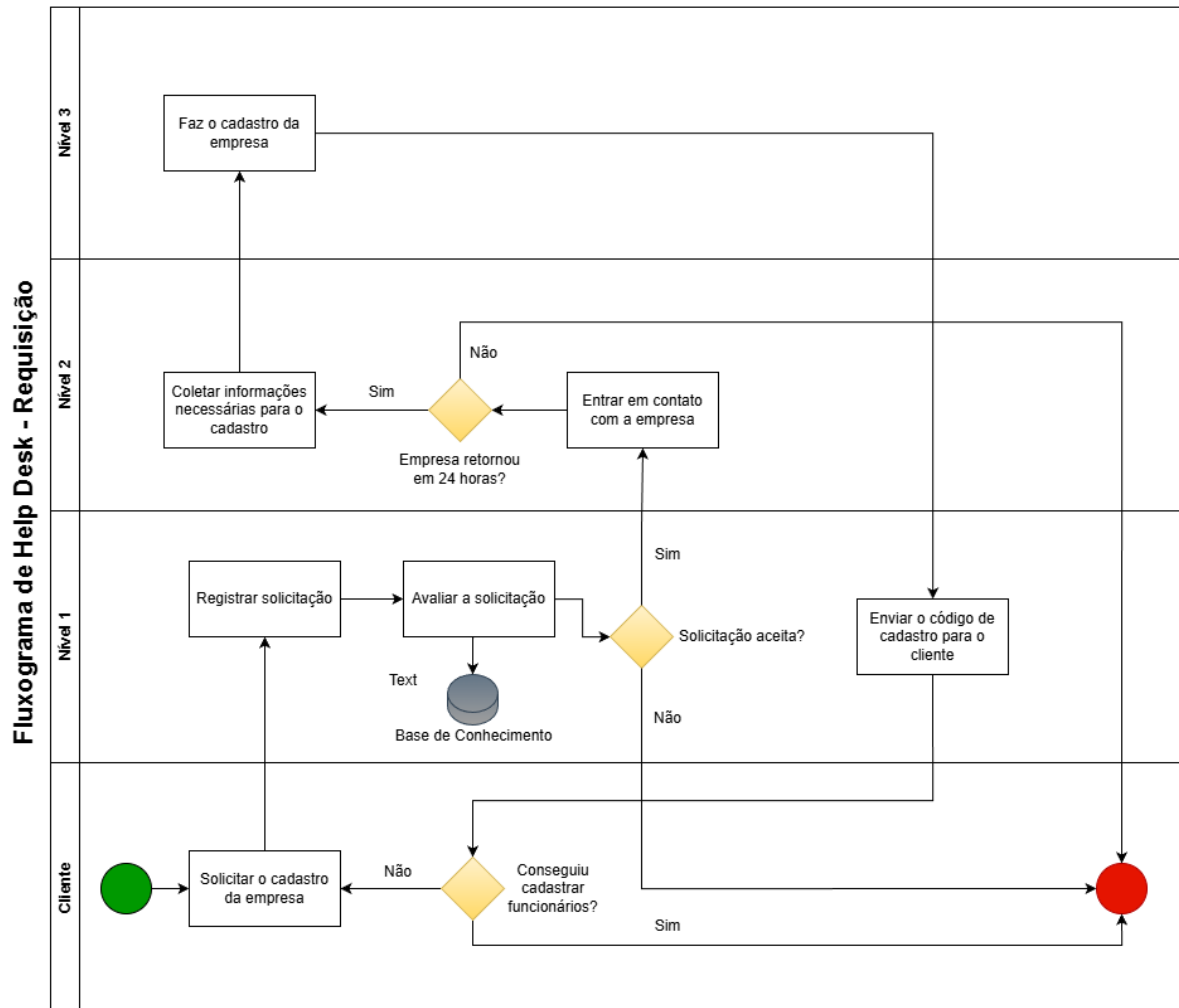 Fluxograma de Help Desk - Requisição
Nível 3
Faz o cadastro da
empresa
Nível 2
Coletar informações
necessárias para o
cadastro
Sim
Não
Empresa retornou
em 24 horas?
Entrar em contato
com a empresa
Nível 1
Registrar solicitação
Avaliar a solicitação
Text
Base de Conhecimento
Sim
Solicitação aceita?
Não
Enviar o código de
cadastro para o
cliente
Cliente
Solicitar o cadastro
da empresa
Não
Conseguiu
cadastrar
funcionários?
Sim